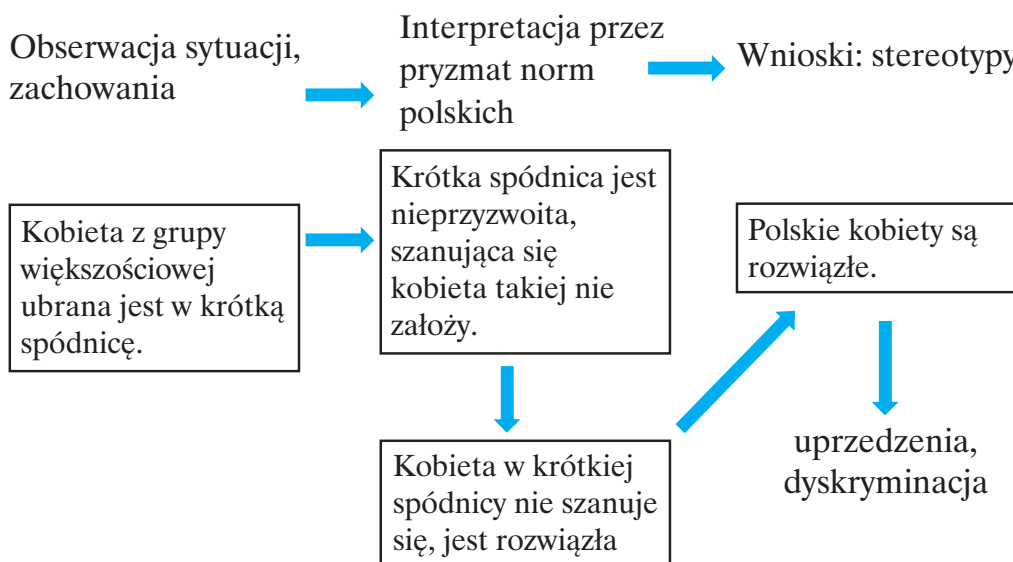 Obserwacja sytuacji,
zachowania
Interpretacja przez
pryzmat norm
polskich
Wnioski: stereotypy
Kobieta z grupy
większościowej
ubrana jest w krótką
spódnicę.
Krótka spódnica jest
nieprzyzwoita,
szanująca się
kobieta takiej nie
założy.
Kobieta w krótkiej
spódnicy nie szanuje
się, jest rozwiązła
Polskie kobiety są
rozwiązłe.
uprzedzenia,
dyskryminacja